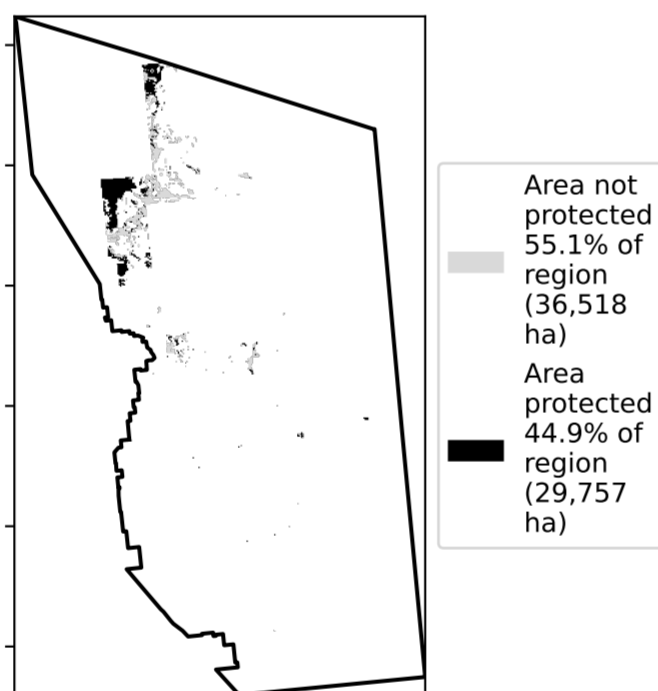 Area not
protected
55.1% of
region
(36,518
ha)
Area
protected
44.9% of
region
(29,757
ha)